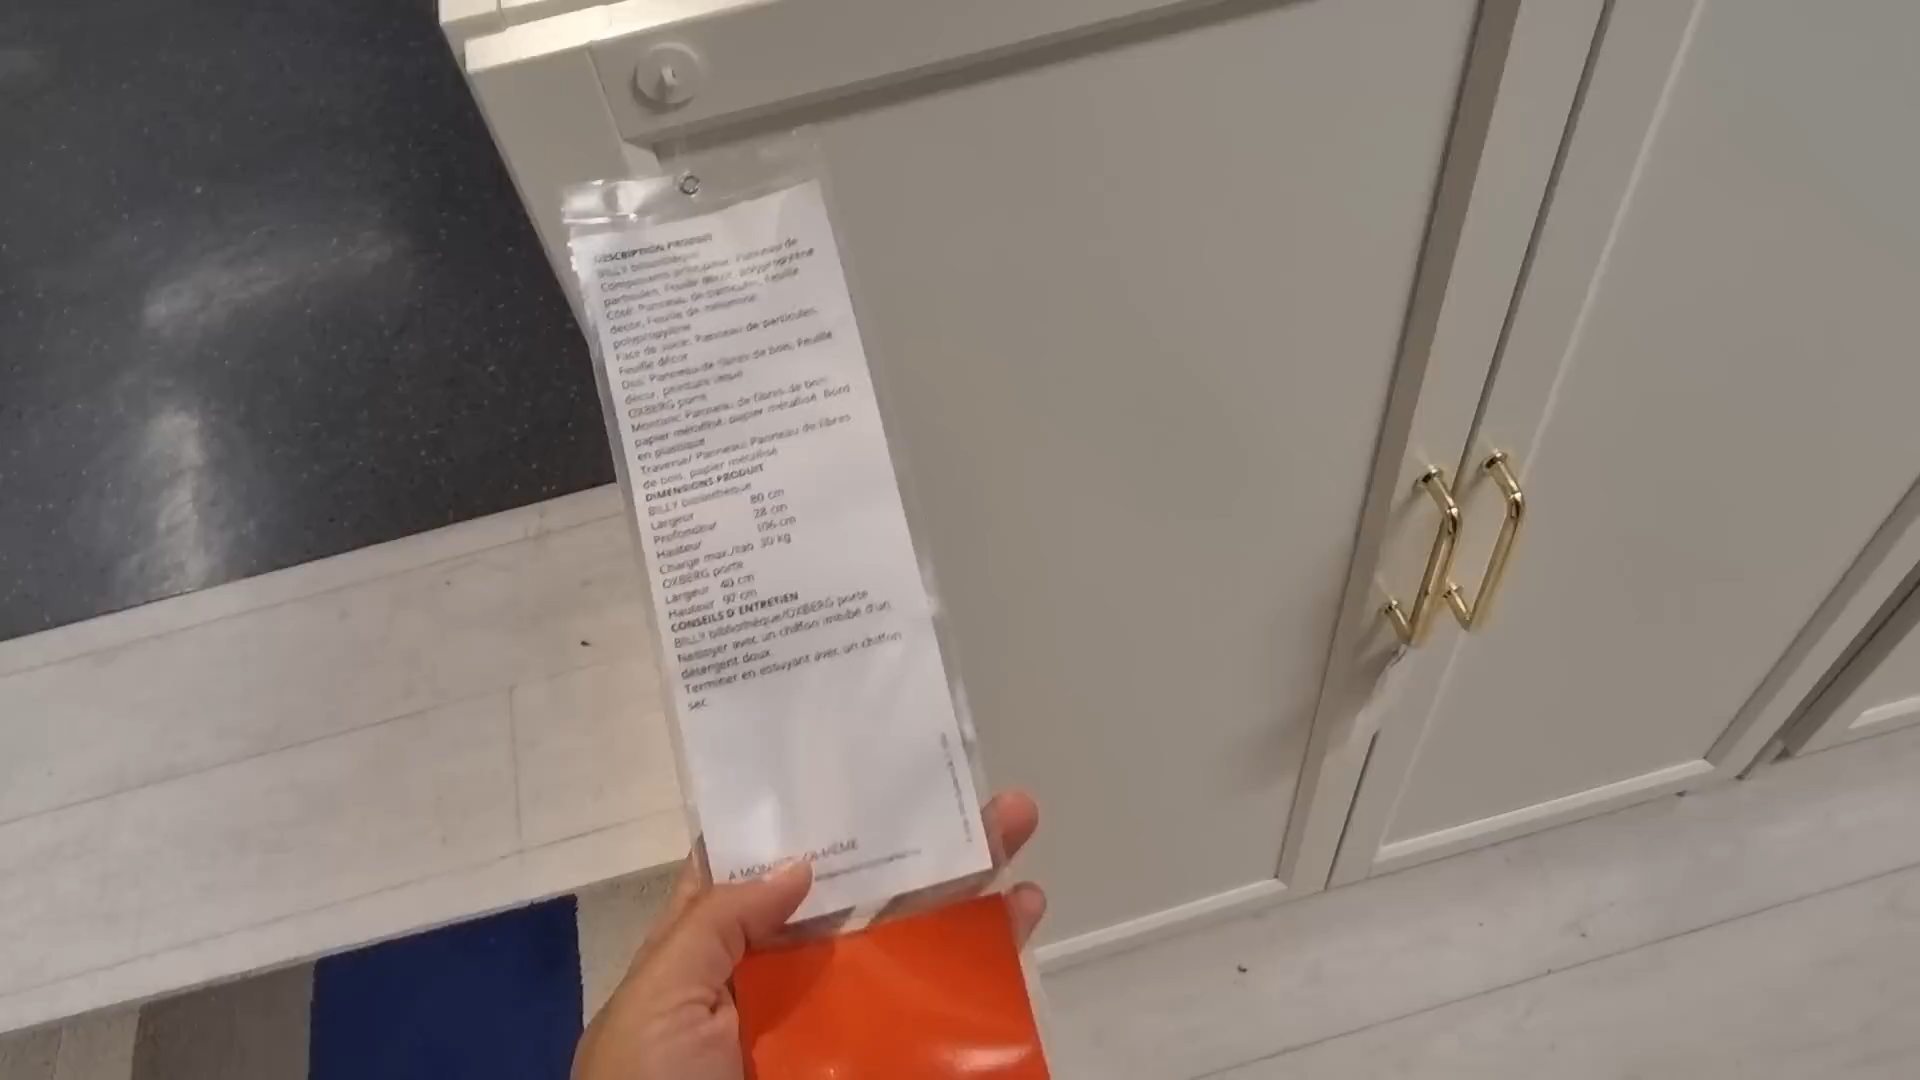 DESCRIPTION PRODUIT
BILLY bibliothèque
Composants principaux: Panneau de
particules, Feuille décor, polypropylène
Côté: Panneau de particules, Feuille
décor, Feuille de mélamine,
polypropylène
Face de socle: Panneau de particules,
Feuille décor
Dos: Panneau de fibres de bois, Feuille
décor, peinture laque
OXBERG porte
Montant: Panneau de fibres de bois,
papier métallisé, papier métallisé, Bord
en plastique
Traverse/ Panneau: Panneau de fibres
de bois, papier métallisé
DIMENSIONS PRODUIT
BILLY bibliothèque
Largeur 80 cm
Profondeur 28 cm
Hauteur 106 cm
Charge max./tab 30 kg
OXBERG porte
Largeur 40 cm
Hauteur 97 cm
CONSEILS D'ENTRETIEN
BILLY bibliothèque/OXBERG porte
Nettoyer avec un chiffon imbibé d'un
détergent doux.
Terminer en essuyant avec un chiffon
sec.
A MÊME